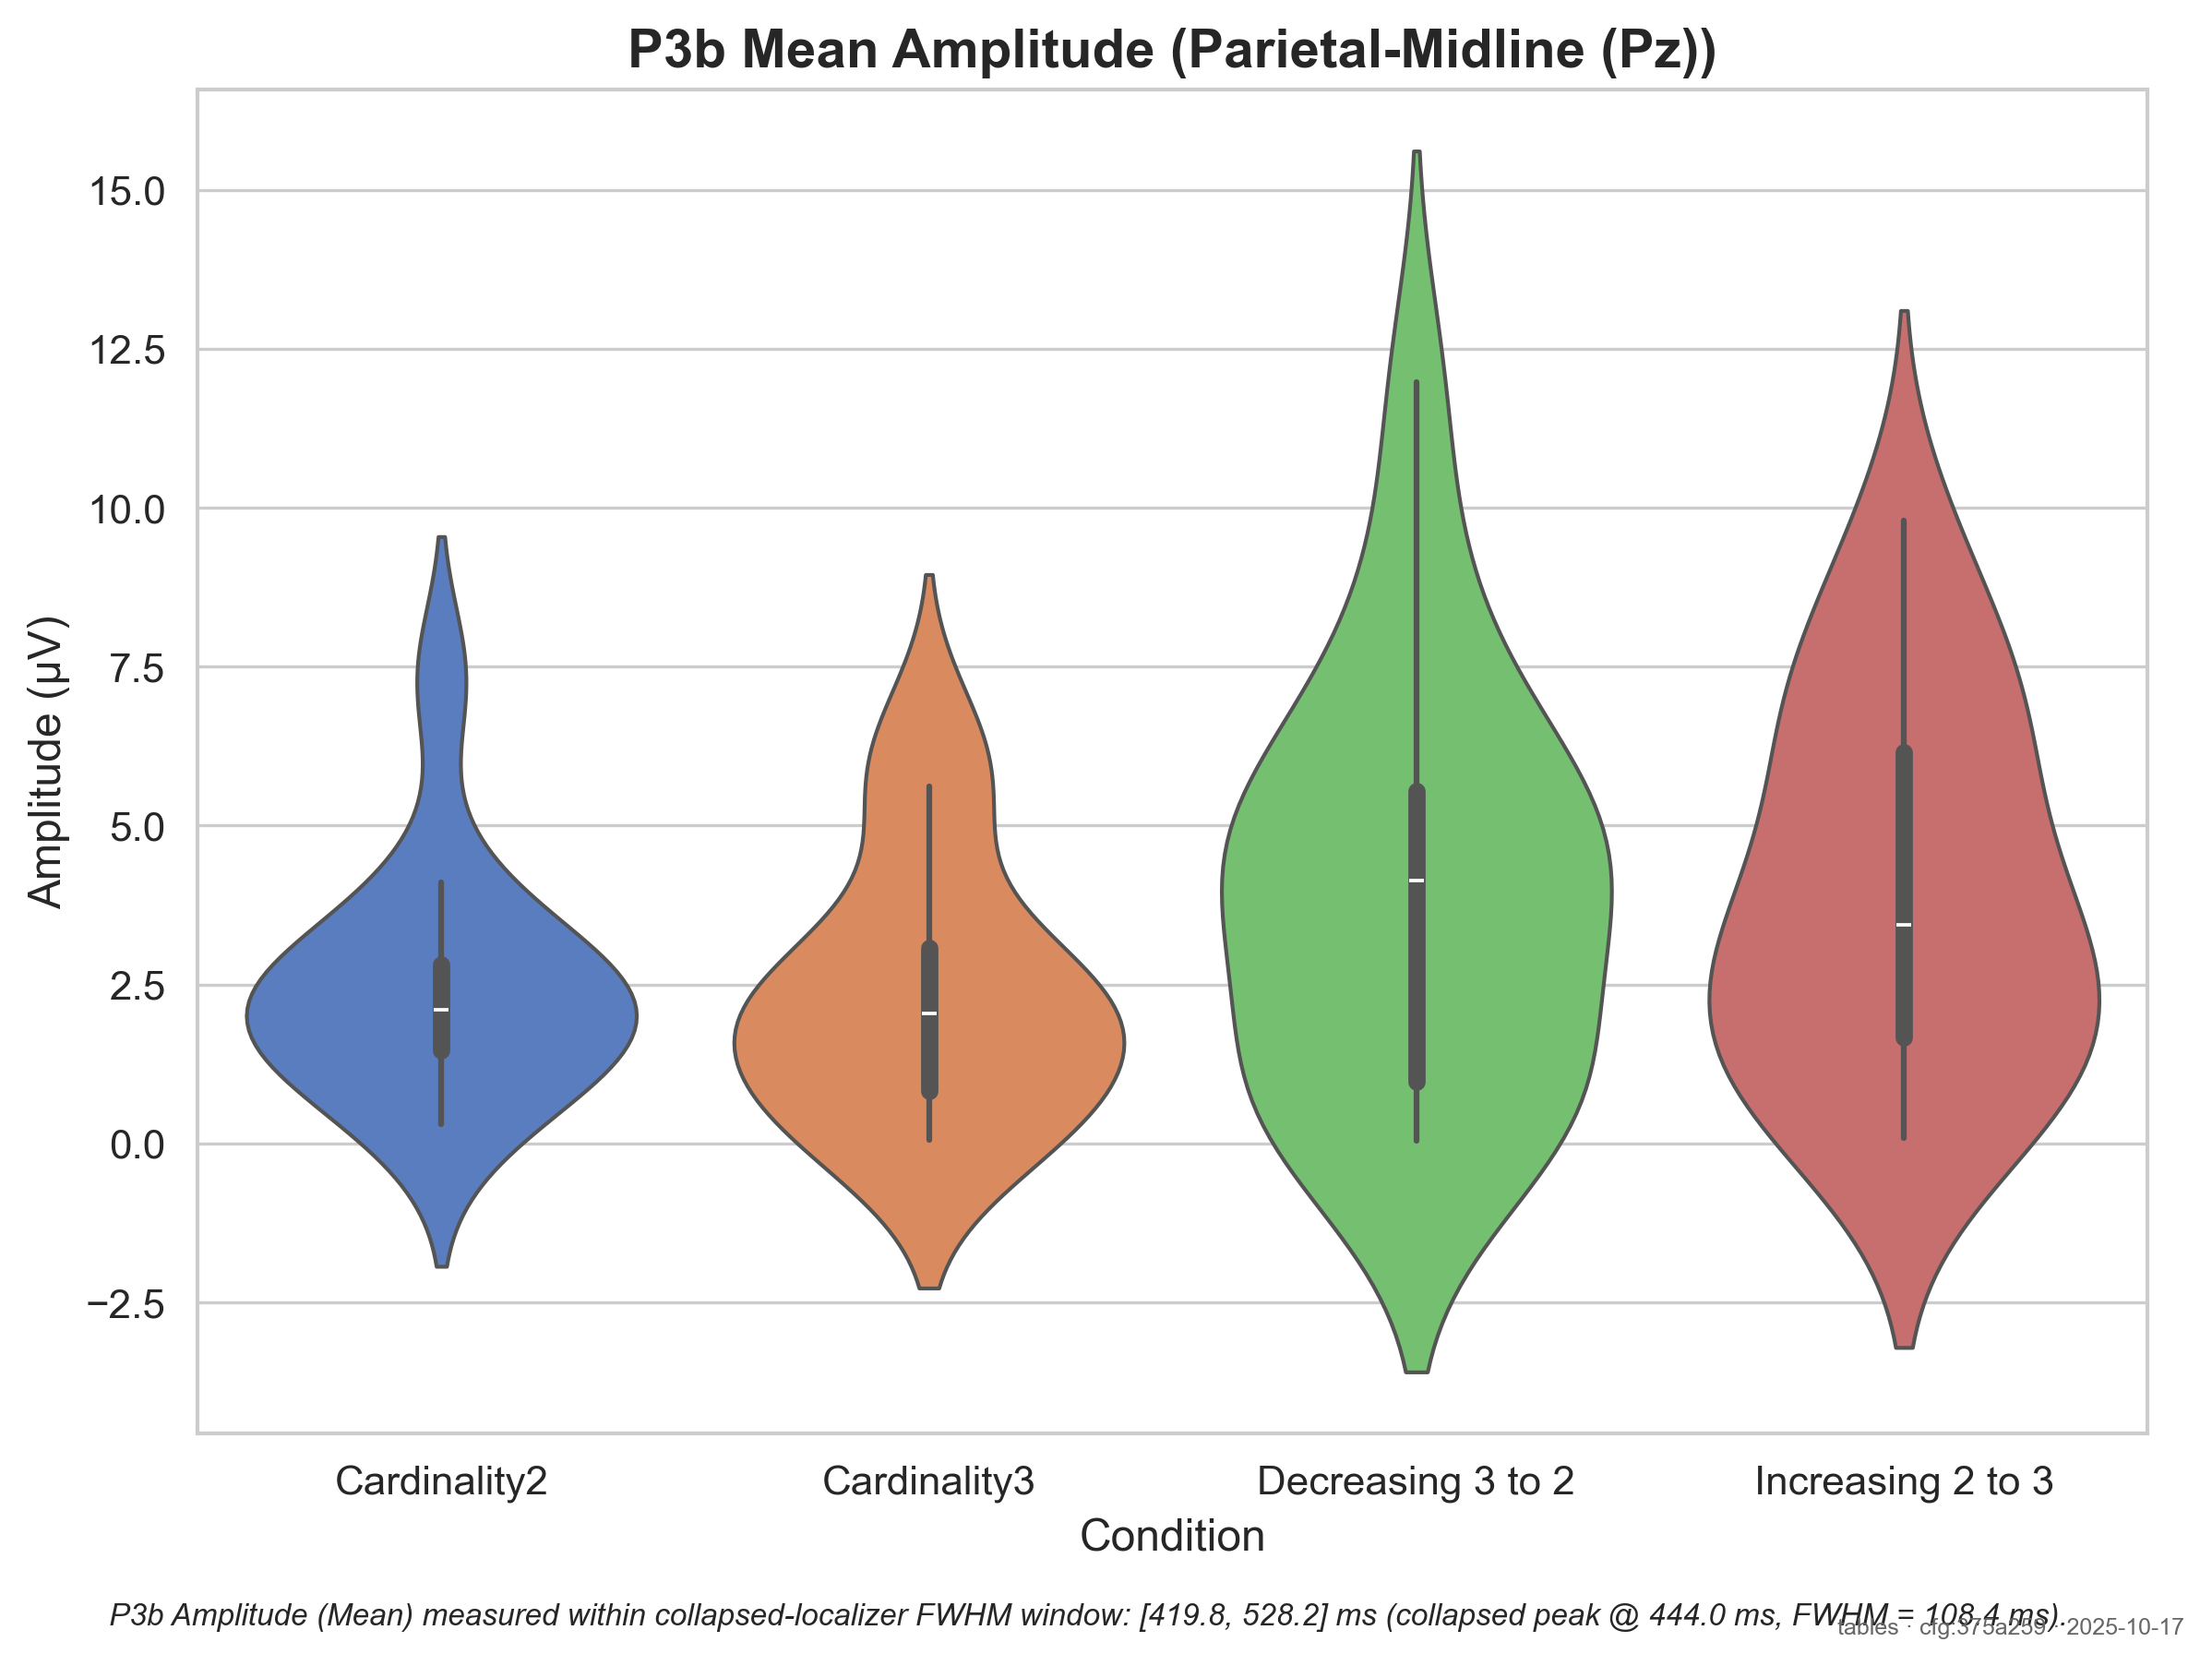 P3b Mean Amplitude (Parietal-Midline (Pz))
Amplitude (µV)
15.0
12.5
10.0
7.5
5.0
2.5
0.0
−2.5
Cardinality2
Cardinality3
Decreasing 3 to 2
Increasing 2 to 3
Condition
P3b Amplitude (Mean) measured within collapsed-localizer FWHM window: [419.8, 528.2] ms (collapsed peak @ 444.0 ms, FWHM = 108.4 ms).
tables · cfg:375a259 · 2025-10-17